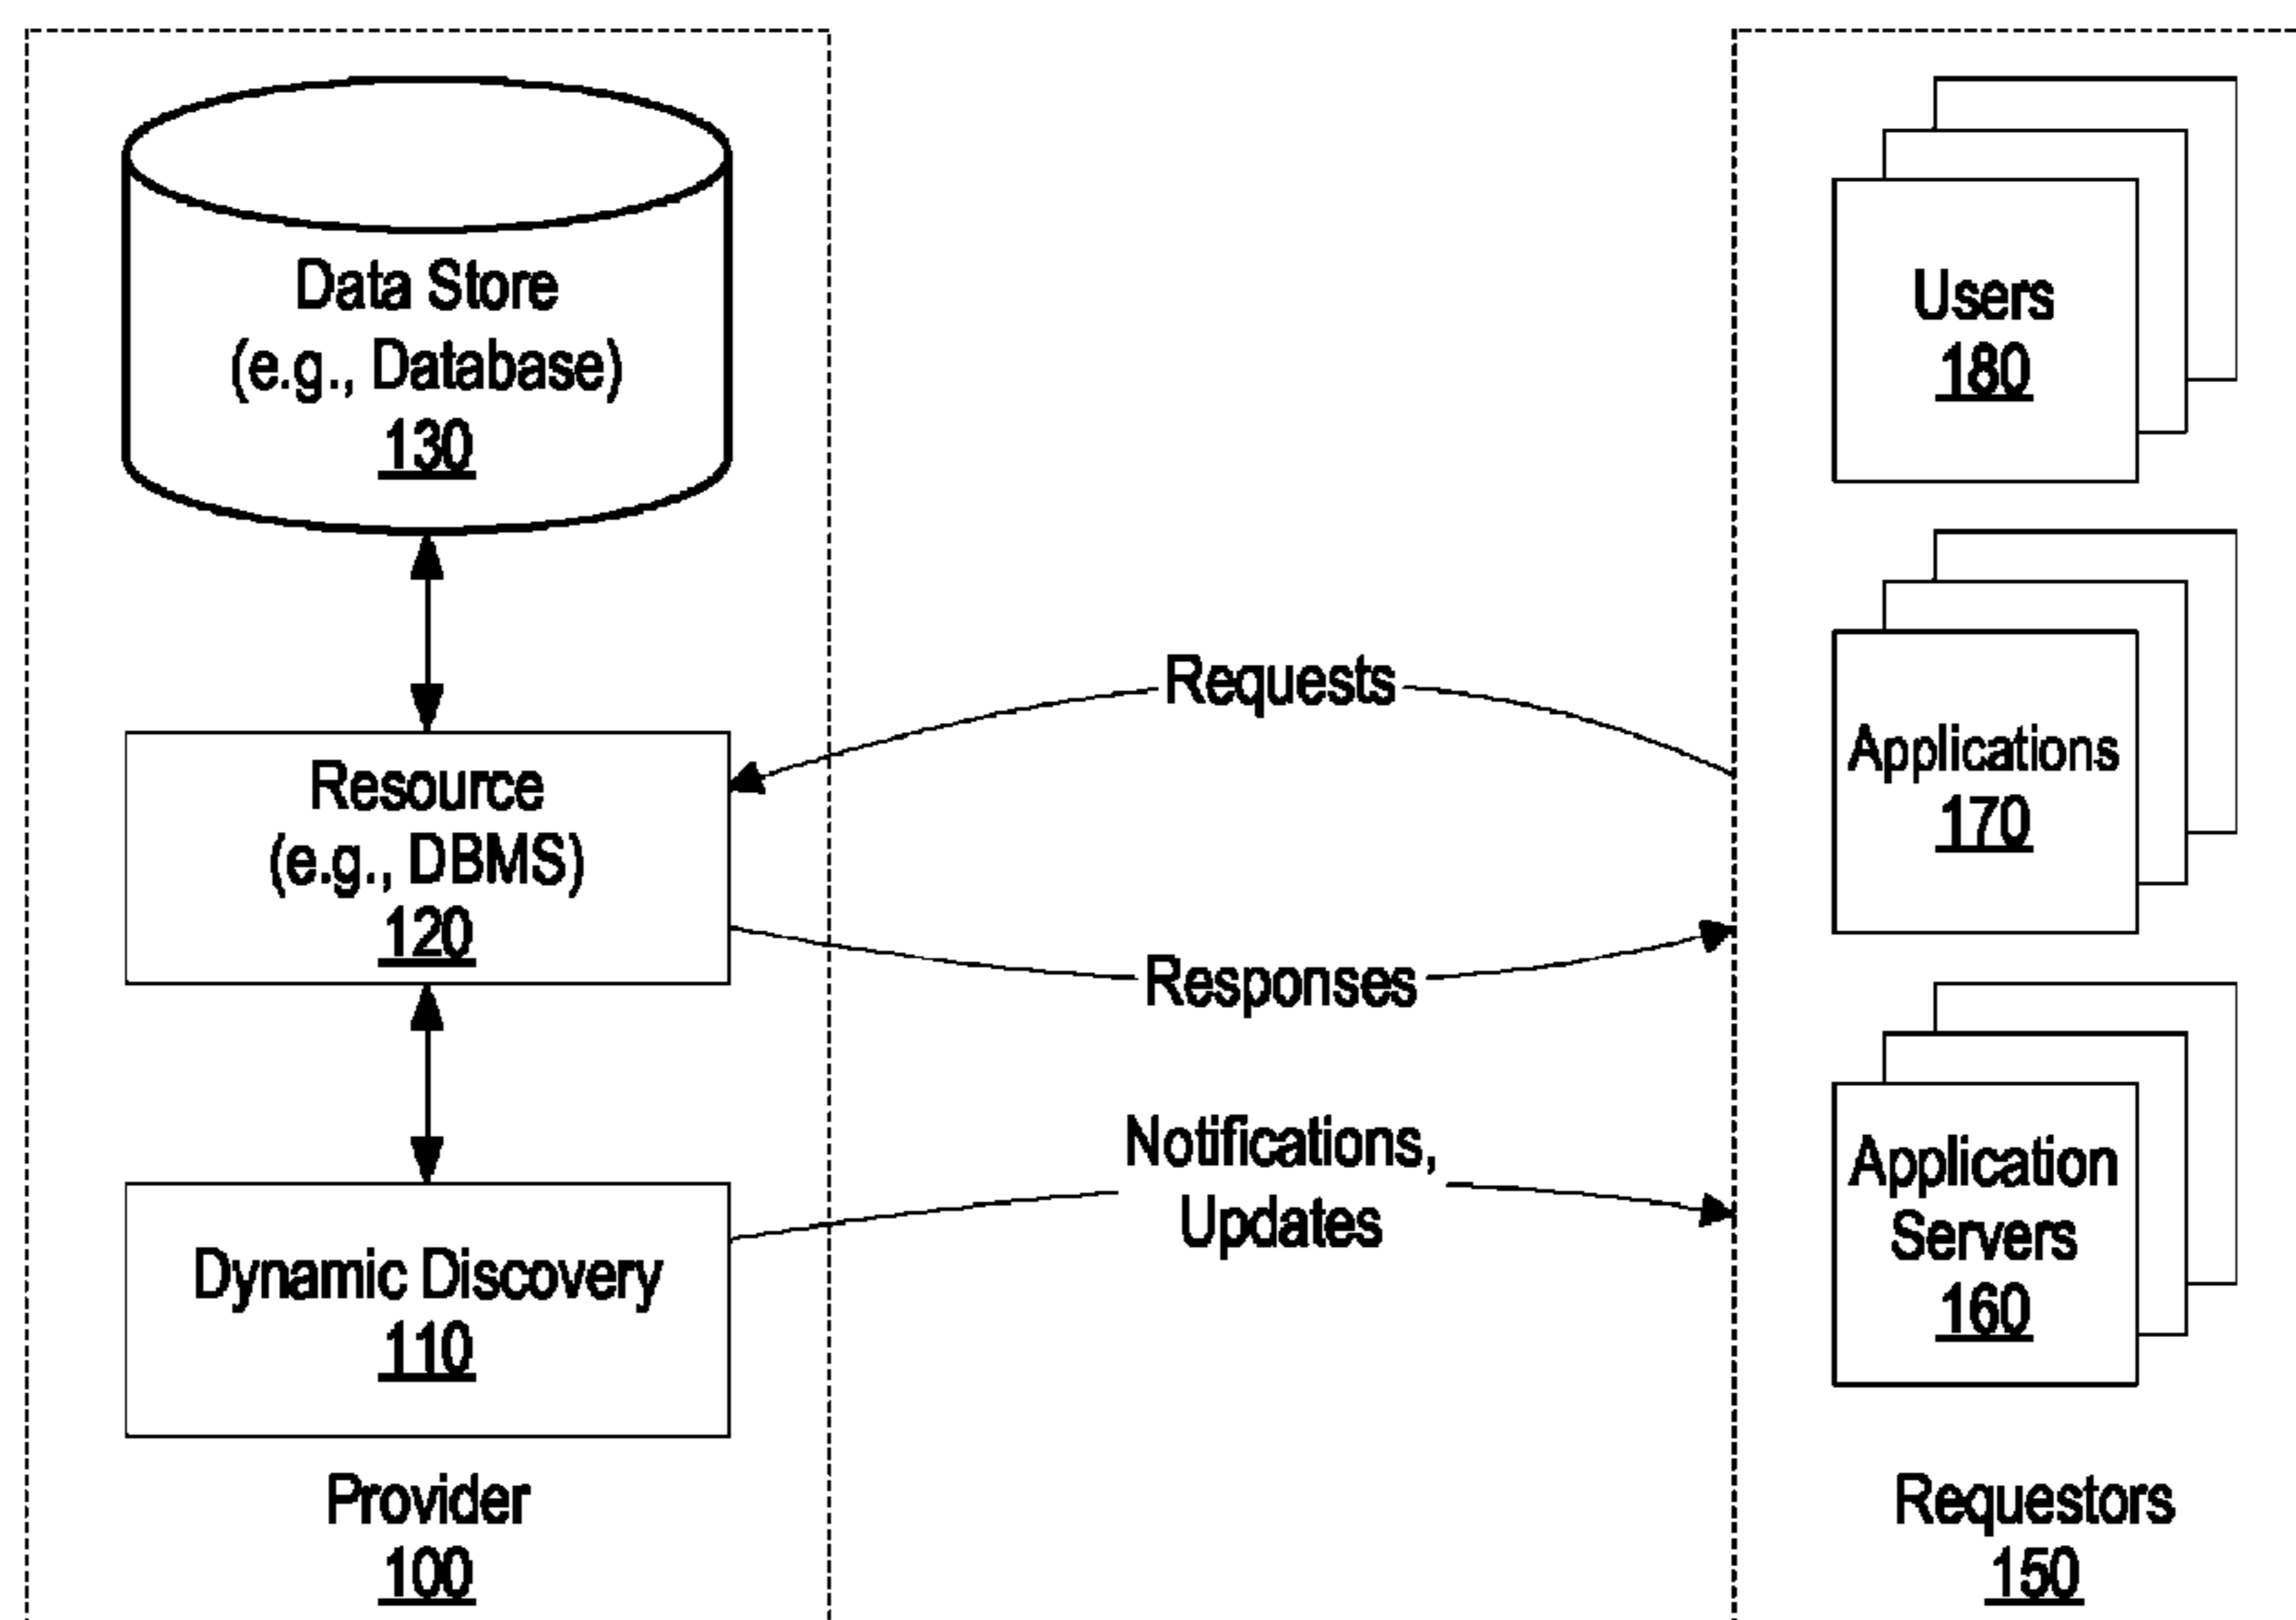 Data Store
(e.g., Database)
130
Resource
(e.g., DBMS)
120
Dynamic Discovery
110
Provider
100
Requests
Responses
Notifications,
Updates
Users
180
Applications
170
Application
Servers
160
Requestors
150